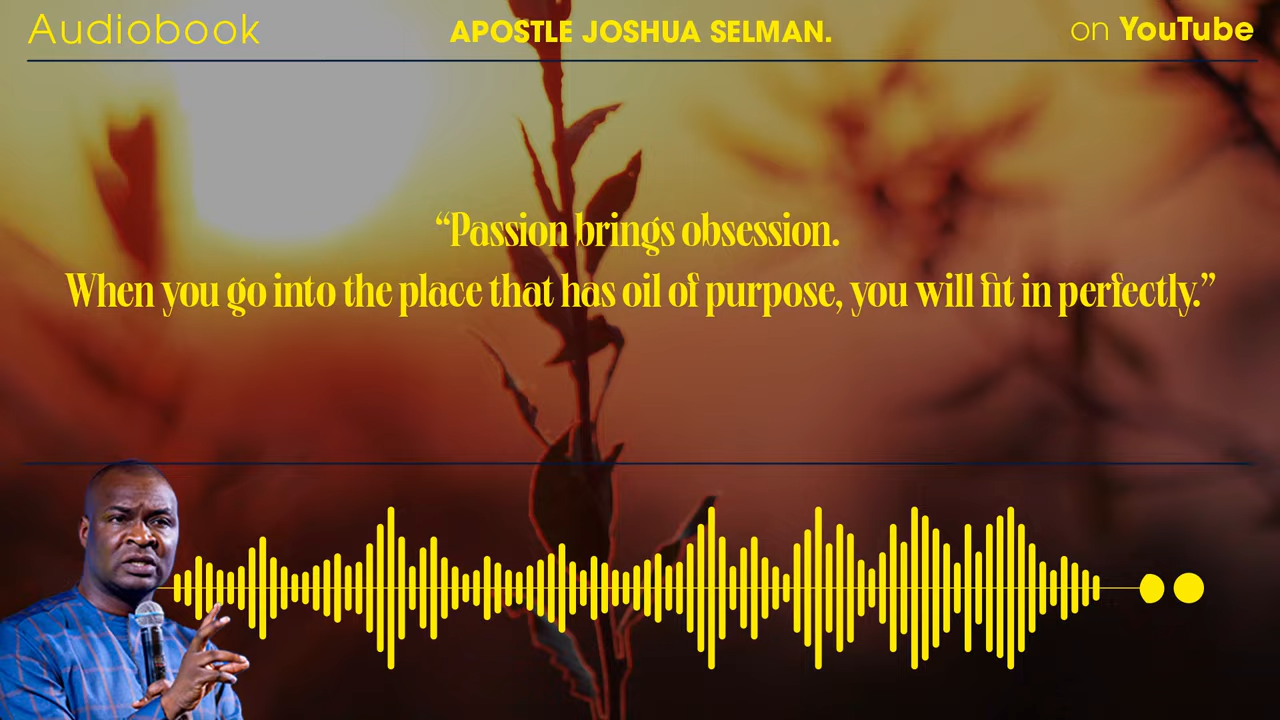 Audiobook
APOSTLE JOSHUA SELMAN.
on YouTube
“Passion brings obsession.
When you go into the place that has oil of purpose, you will fit in perfectly.”